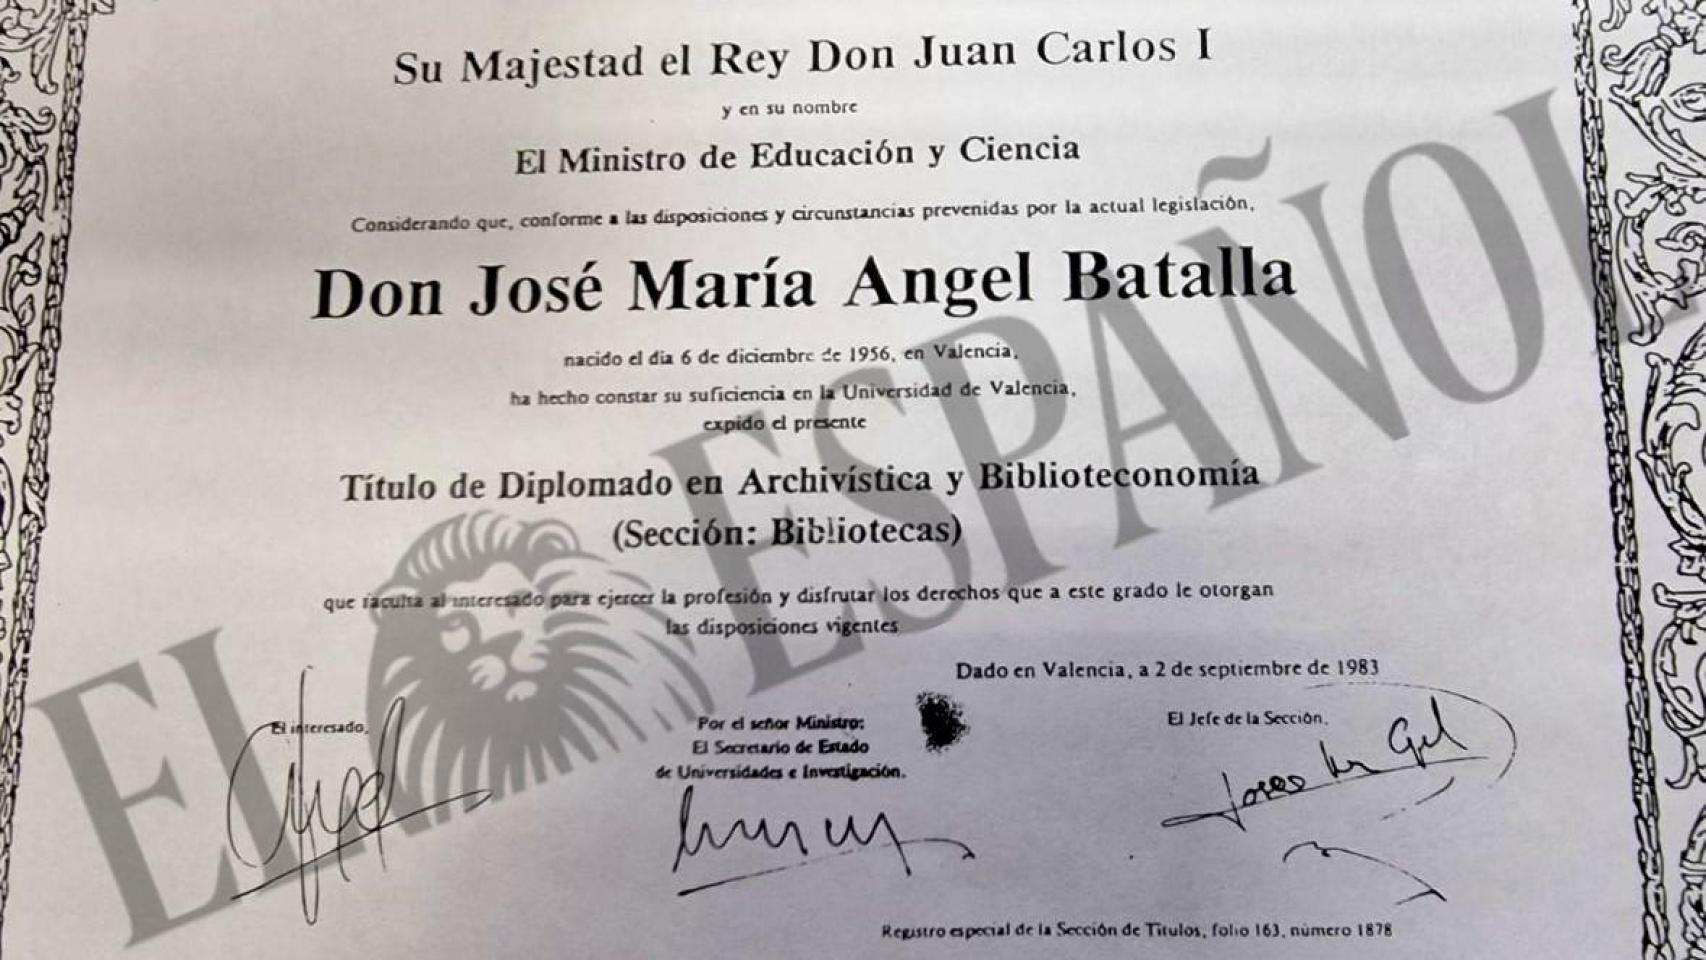 Su Majestad el Rey Don Juan Carlos I
y en su nombre
El Ministro de Educación y Ciencia
Considerando que, conforme a las disposiciones y circunstancias prevenidas por la actual legislación,
Don José María Angel Batalla
nacido el día 6 de diciembre de 1956, en Valencia,
ha hecho constar su suficiencia en la Universidad de Valencia,
expido el presente
Título de Diplomado en Archivística y Biblioteconomía
(Sección: Bibliotecas)
que faculta al interesado para ejercer la profesión y disfrutar los derechos que a este grado le otorgan
las disposiciones vigentes
Dado en Valencia, a 2 de septiembre de 1983
El interesado,
Por el señor Ministro:
El Secretario de Estado
de Universidades e Investigación.
El Jefe de la Sección,
Registro especial de la Sección de Títulos, folio 163, número 1878
EL ESPAÑOL